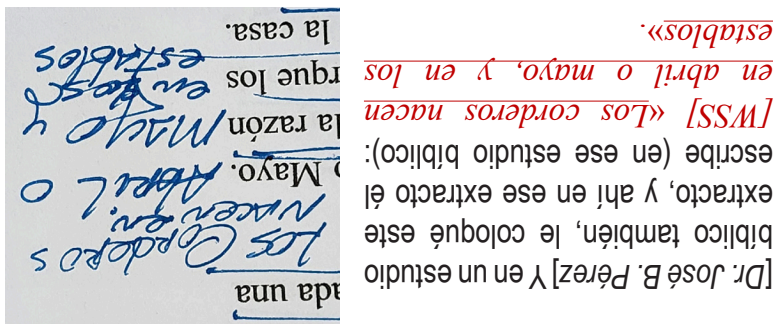 [Dr. José B. Pérez] Y en un estudio
bíblico también, le coloqué este
extracto, y ahí en ese extracto él
escribe (en ese estudio bíblico):
[WSS] «Los corderos nacen
en abril o mayo, y en los
establos».
ada una
LOS CORDEROS
NACEN en
o Mayo. ABRIL O
la razón MAYO y
rque los en los
establos
la casa.